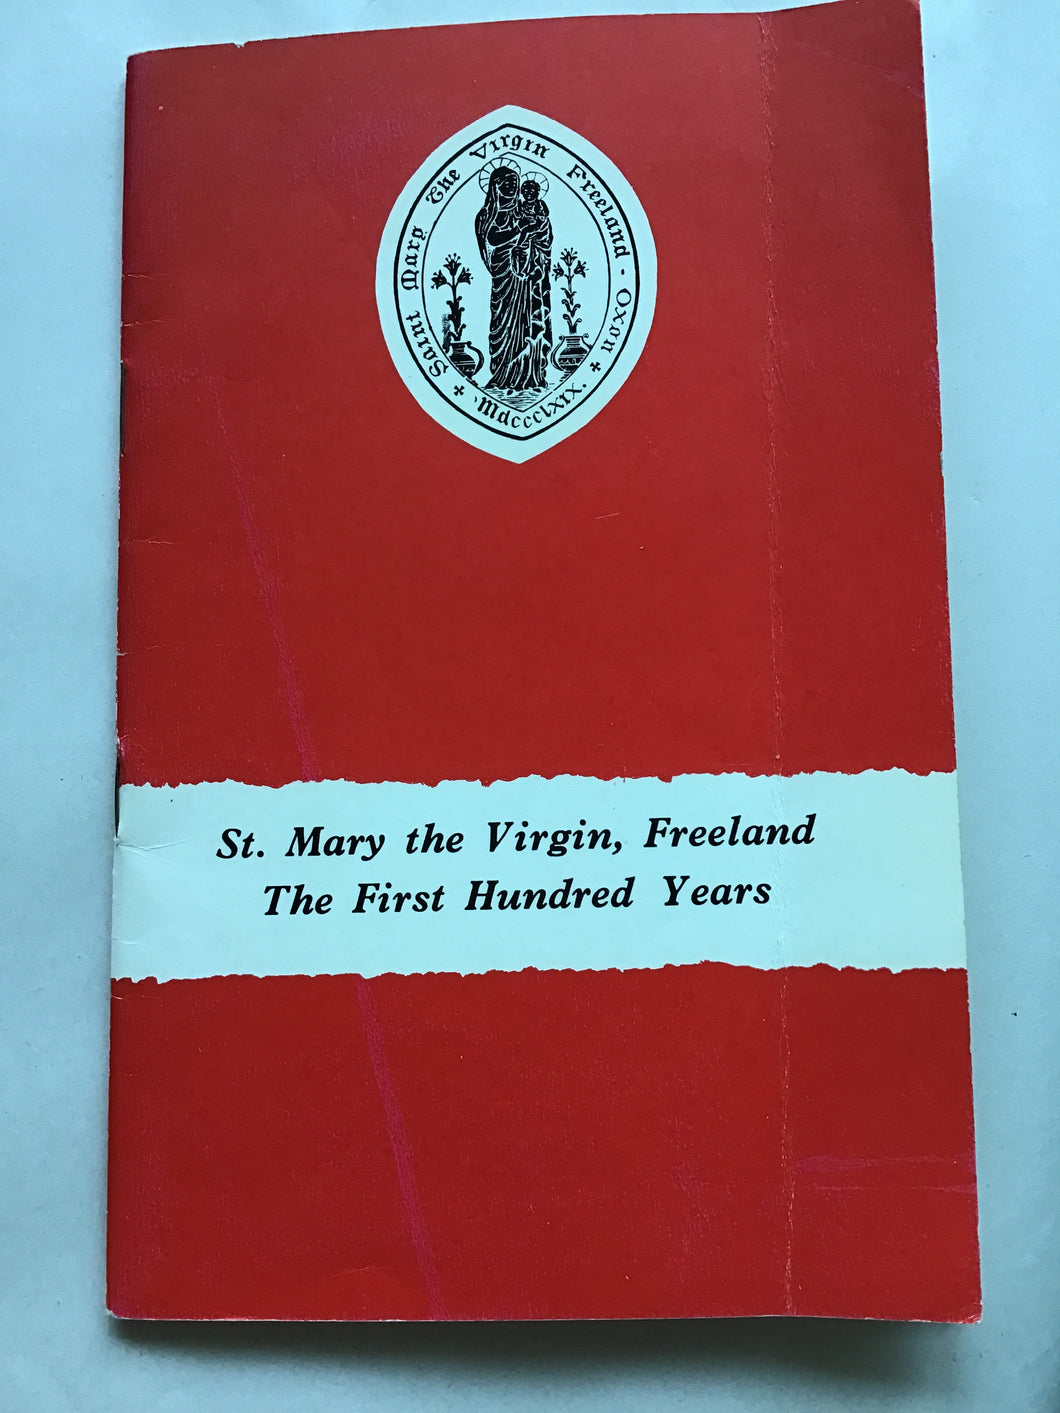 Saint Mary The Virgin Freeland · Oxon
Mdccclxix.
St. Mary the Virgin, Freeland
The First Hundred Years